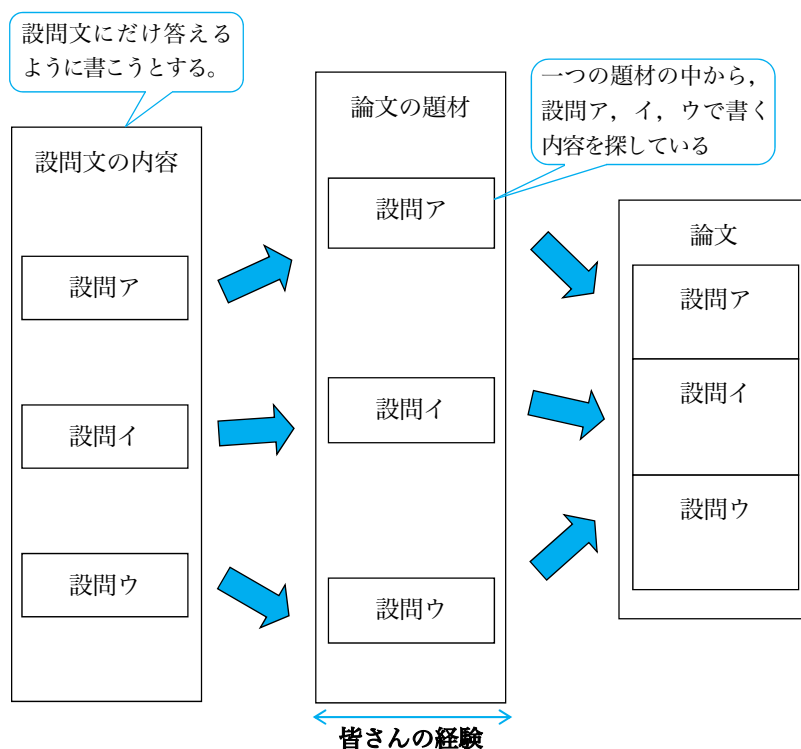 設問文にだけ答える
ように書こうとする。
設問文の内容
設問ア
設問イ
設問ウ
論文の題材
設問ア
設問イ
設問ウ
一つの題材の中から，
設問ア，イ，ウで書く
内容を探している
論文
設問ア
設問イ
設問ウ
皆さんの経験